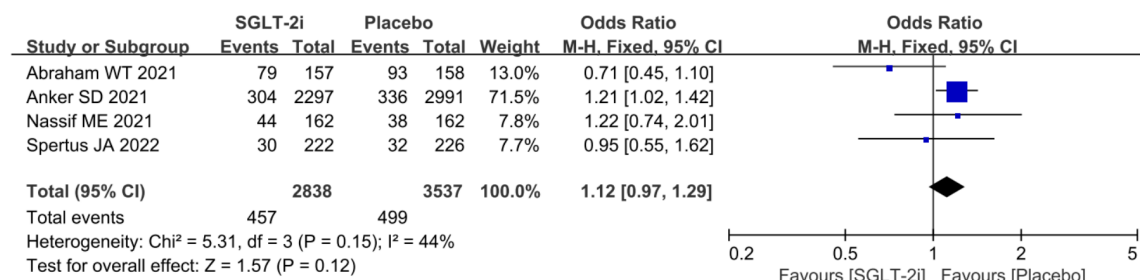 SGLT-2i Placebo Odds Ratio Odds Ratio
Study or Subgroup Events Total Events Total Weight M-H, Fixed, 95% CI M-H, Fixed, 95% CI
Abraham WT 2021 79 157 93 158 13.0% 0.71 [0.45, 1.10]
Anker SD 2021 304 2297 336 2991 71.5% 1.21 [1.02, 1.42]
Nassif ME 2021 44 162 38 162 7.8% 1.22 [0.74, 2.01]
Spertus JA 2022 30 222 32 226 7.7% 0.95 [0.55, 1.62]
Total (95% CI) 2838 3537 100.0% 1.12 [0.97, 1.29]
Total events 457 499
Heterogeneity: Chi² = 5.31, df = 3 (P = 0.15); I² = 44%
Test for overall effect: Z = 1.57 (P = 0.12)
0.2 0.5 1 2 5
Favours [SGLT-2i] Favours [Placebo]